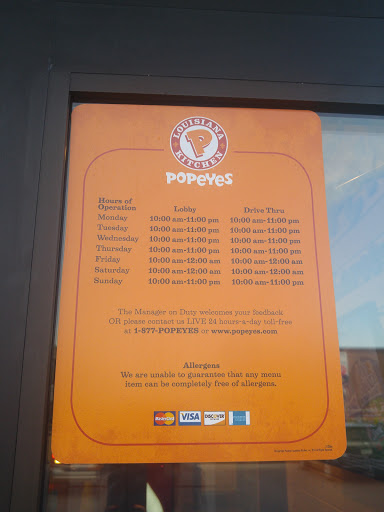 LOUISIANA
P
KITCHEN
POPEYES
Hours of
Operation Lobby Drive Thru
Monday 10:00 am-11:00 pm 10:00 am-11:00 pm
Tuesday 10:00 am-11:00 pm 10:00 am-11:00 pm
Wednesday 10:00 am-11:00 pm 10:00 am-11:00 pm
Thursday 10:00 am-11:00 pm 10:00 am-11:00 pm
Friday 10:00 am-12:00 am 10:00 am-12:00 am
Saturday 10:00 am-12:00 am 10:00 am-12:00 am
Sunday 10:00 am-11:00 pm 10:00 am-11:00 pm
The Manager on Duty welcomes your feedback
OR please contact us LIVE 24 hours-a-day toll-free
at 1-877-POPEYES or www.popeyes.com
Allergens
We are unable to guarantee that any menu
item can be completely free of allergens.
MasterCard VISA DISCOVER